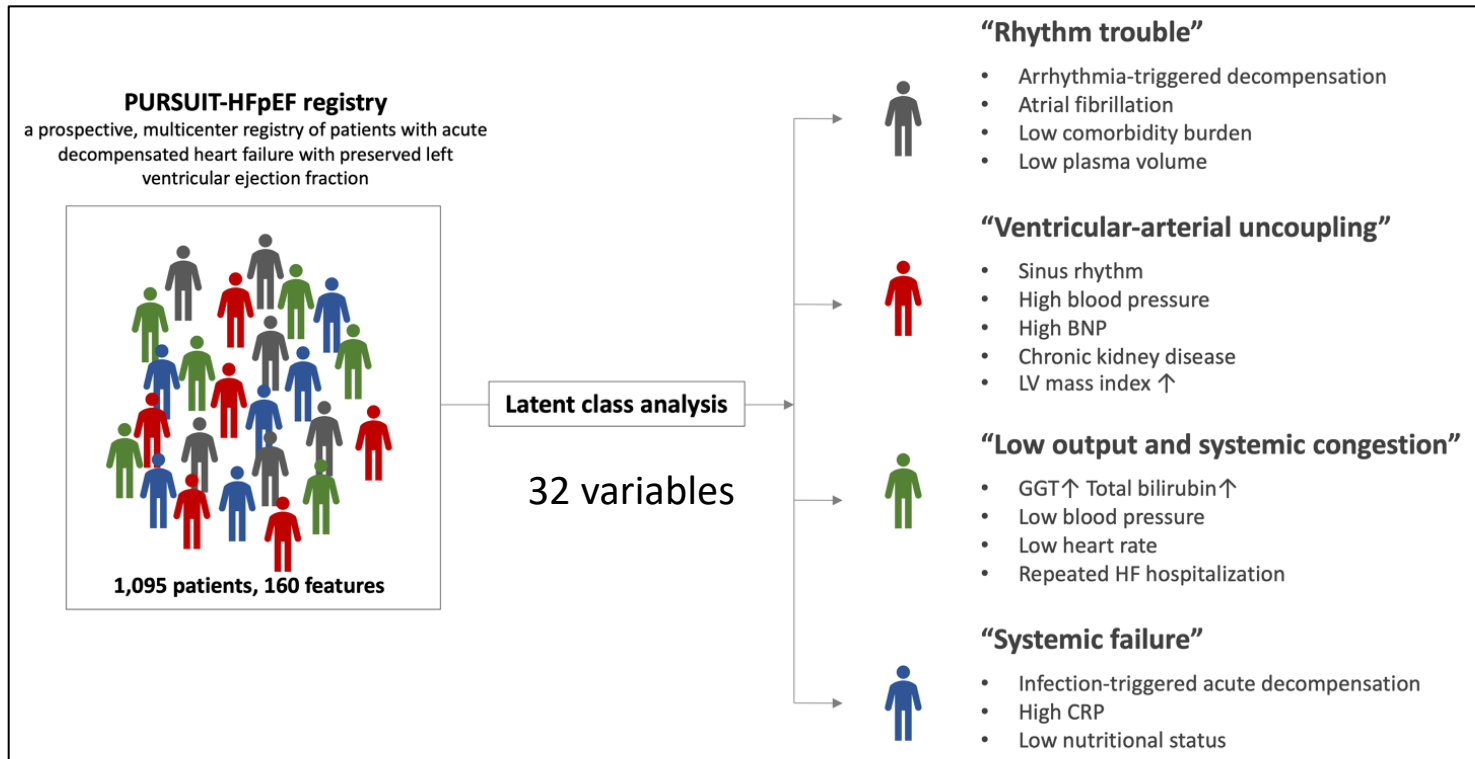 PURSUIT-HFpEF registry
a prospective, multicenter registry of patients with acute
decompensated heart failure with preserved left
ventricular ejection fraction
1,095 patients, 160 features
Latent class analysis
32 variables
“Rhythm trouble”
• Arrhythmia-triggered decompensation
• Atrial fibrillation
• Low comorbidity burden
• Low plasma volume
“Ventricular-arterial uncoupling”
• Sinus rhythm
• High blood pressure
• High BNP
• Chronic kidney disease
• LV mass index ↑
“Low output and systemic congestion”
• GGT↑ Total bilirubin↑
• Low blood pressure
• Low heart rate
• Repeated HF hospitalization
“Systemic failure”
• Infection-triggered acute decompensation
• High CRP
• Low nutritional status